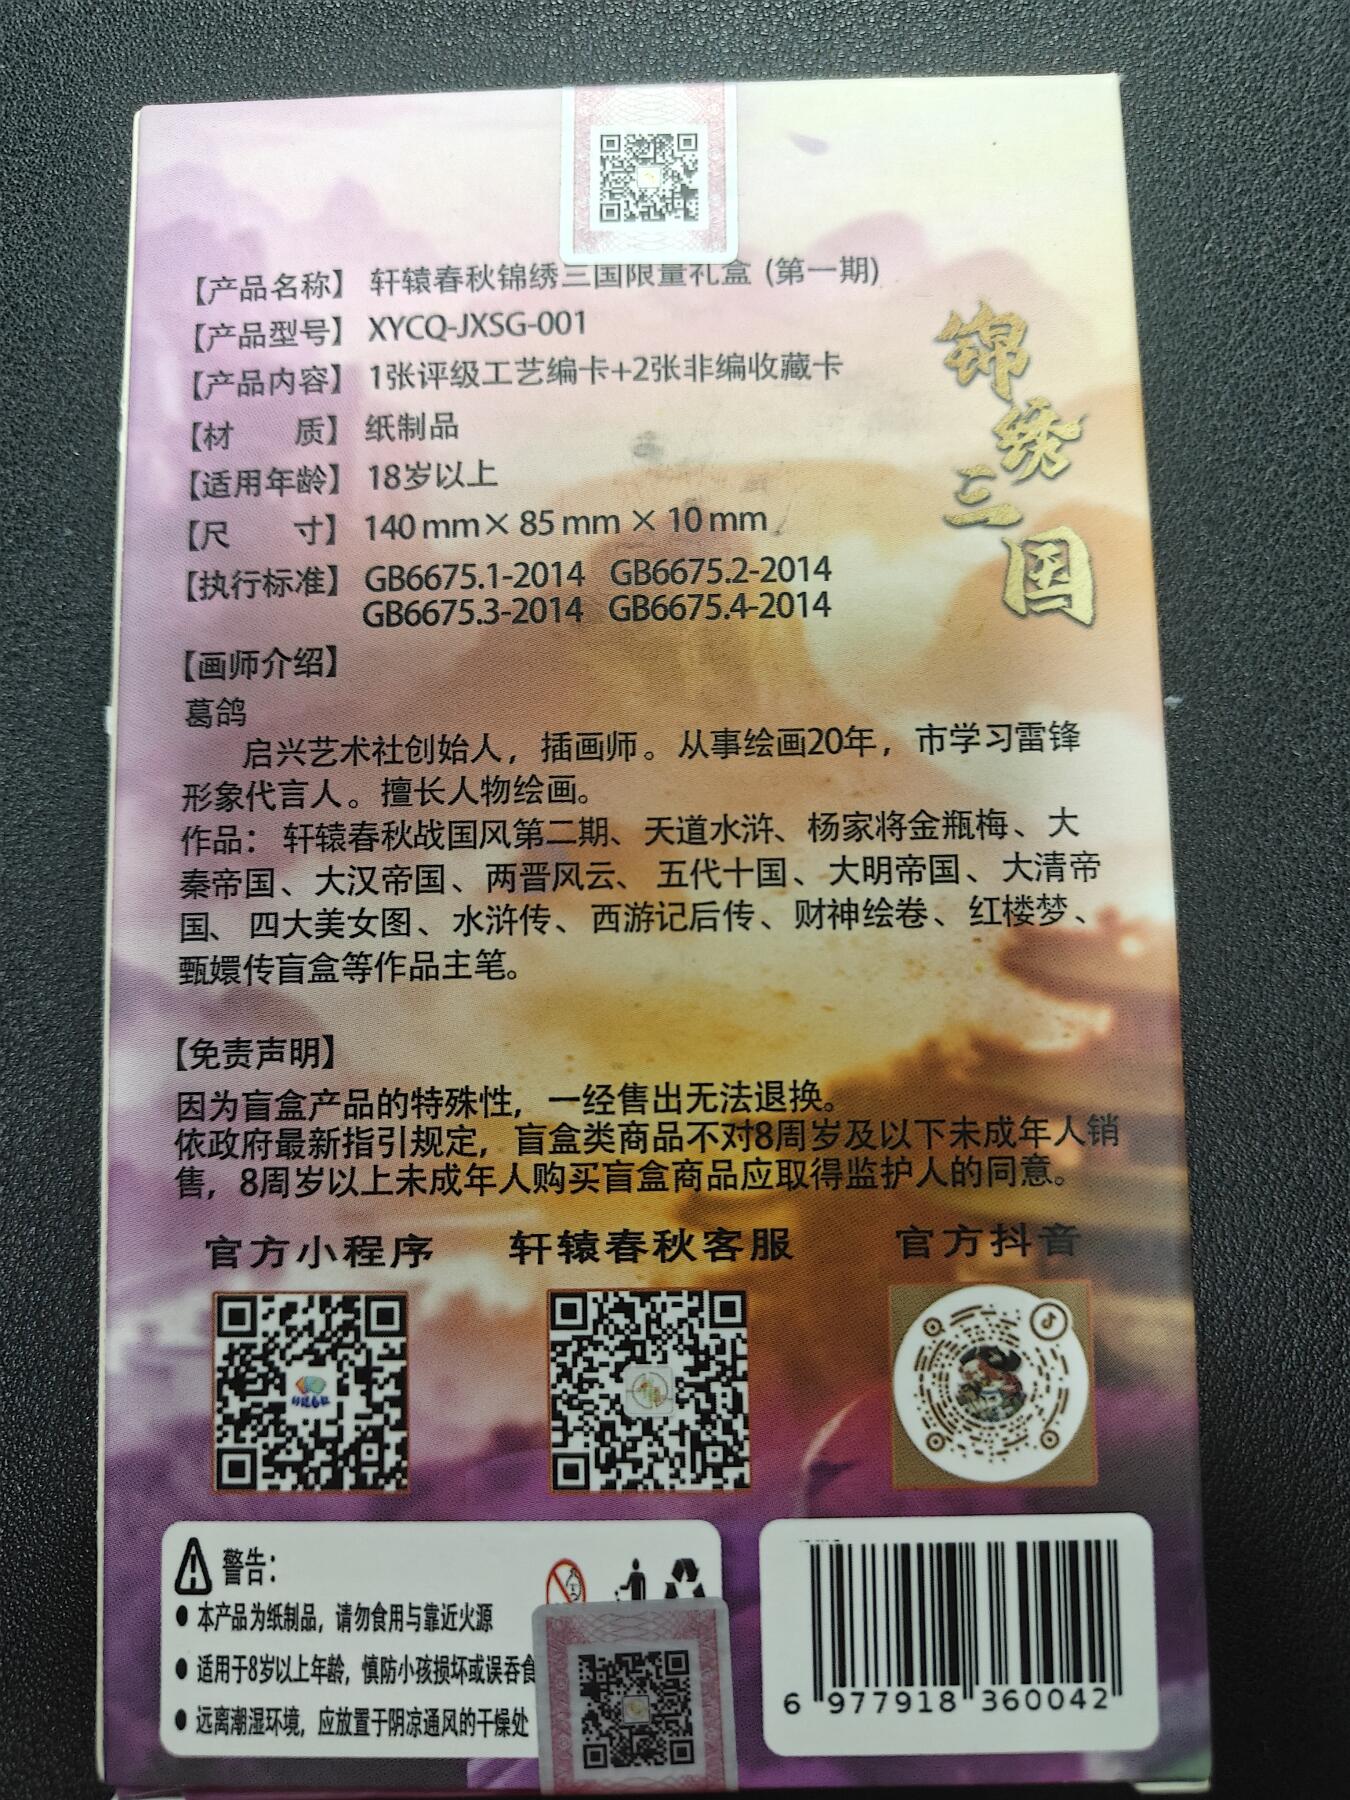 【产品名称】 轩辕春秋锦绣三国限量礼盒 (第一期)
【产品型号】 XYCQ-JXSG-001
【产品内容】 1张评级工艺编卡+2张非编收藏卡
【材 质】 纸制品
【适用年龄】 18岁以上
【尺 寸】 140 mm × 85 mm × 10 mm
【执行标准】 GB6675.1-2014 GB6675.2-2014
GB6675.3-2014 GB6675.4-2014
锦绣三国
【画师介绍】
葛鸽
启兴艺术社创始人，插画师。从事绘画20年，市学习雷锋
形象代言人。擅长人物绘画。
作品：轩辕春秋战国风第二期、天道水浒、杨家将金瓶梅、大
秦帝国、大汉帝国、两晋风云、五代十国、大明帝国、大清帝
国、四大美女图、水浒传、西游记后传、财神绘卷、红楼梦、
甄嬛传盲盒等作品主笔。
【免责声明】
因为盲盒产品的特殊性，一经售出无法退换。
依政府最新指引规定，盲盒类商品不对8周岁及以下未成年人销
售，8周岁以上未成年人购买盲盒商品应取得监护人的同意。
官方小程序 轩辕春秋客服 官方抖音
警告：
● 本产品为纸制品，请勿食用与靠近火源
● 适用于8岁以上年龄，慎防小孩损坏或误吞食
● 远离潮湿环境，应放置于阴凉通风的干燥处
6 977918 360042